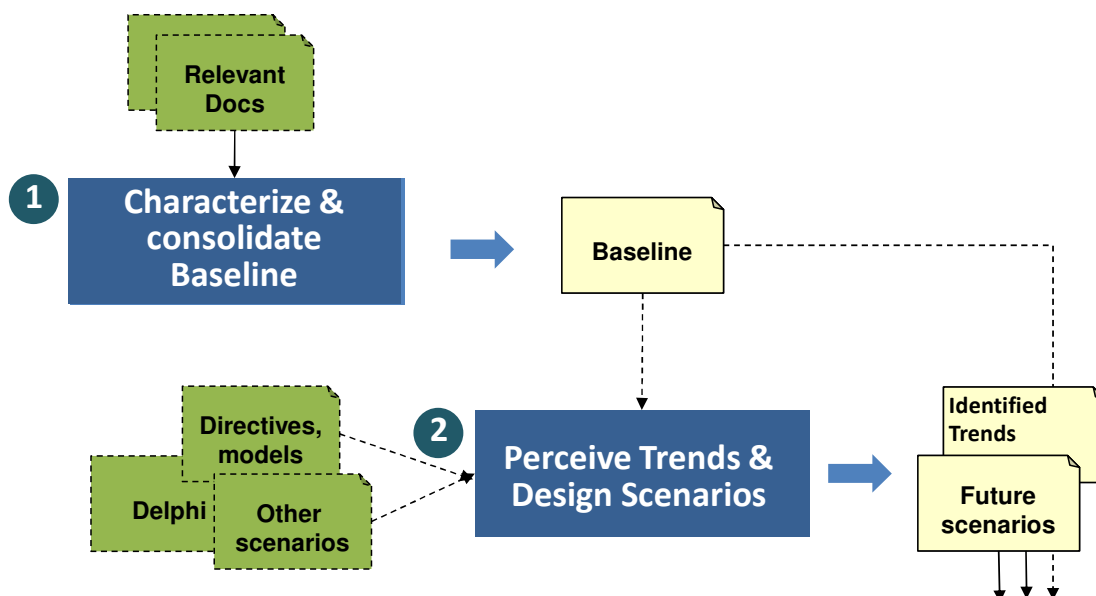 Relevant
Docs
1
Characterize &
consolidate
Baseline
Baseline
Directives,
models
Delphi
Other
scenarios
2
Perceive Trends &
Design Scenarios
Identified
Trends
Future
scenarios